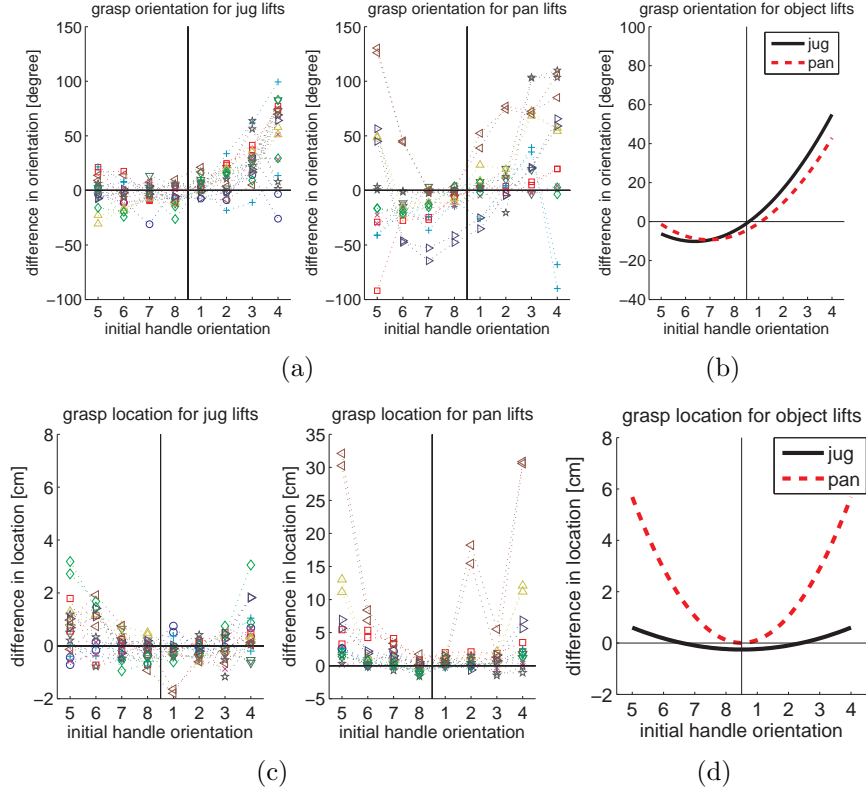 grasp orientation for jug lifts
difference in orientation [degree]
150
100
50
0
−50
−100
5 6 7 8 1 2 3 4
initial handle orientation
grasp orientation for pan lifts
difference in orientation [degree]
150
100
50
0
−50
−100
5 6 7 8 1 2 3 4
initial handle orientation
(a)
grasp orientation for object lifts
jug
pan
difference in orientation [degree]
100
80
60
40
20
0
−20
−40
5 6 7 8 1 2 3 4
initial handle orientation
(b)
grasp location for jug lifts
difference in location [cm]
8
6
4
2
0
−2
5 6 7 8 1 2 3 4
initial handle orientation
grasp location for pan lifts
difference in location [cm]
35
30
25
20
15
10
5
0
−5
5 6 7 8 1 2 3 4
initial handle orientation
(c)
grasp location for object lifts
jug
pan
difference in location [cm]
8
6
4
2
0
−2
5 6 7 8 1 2 3 4
initial handle orientation
(d)